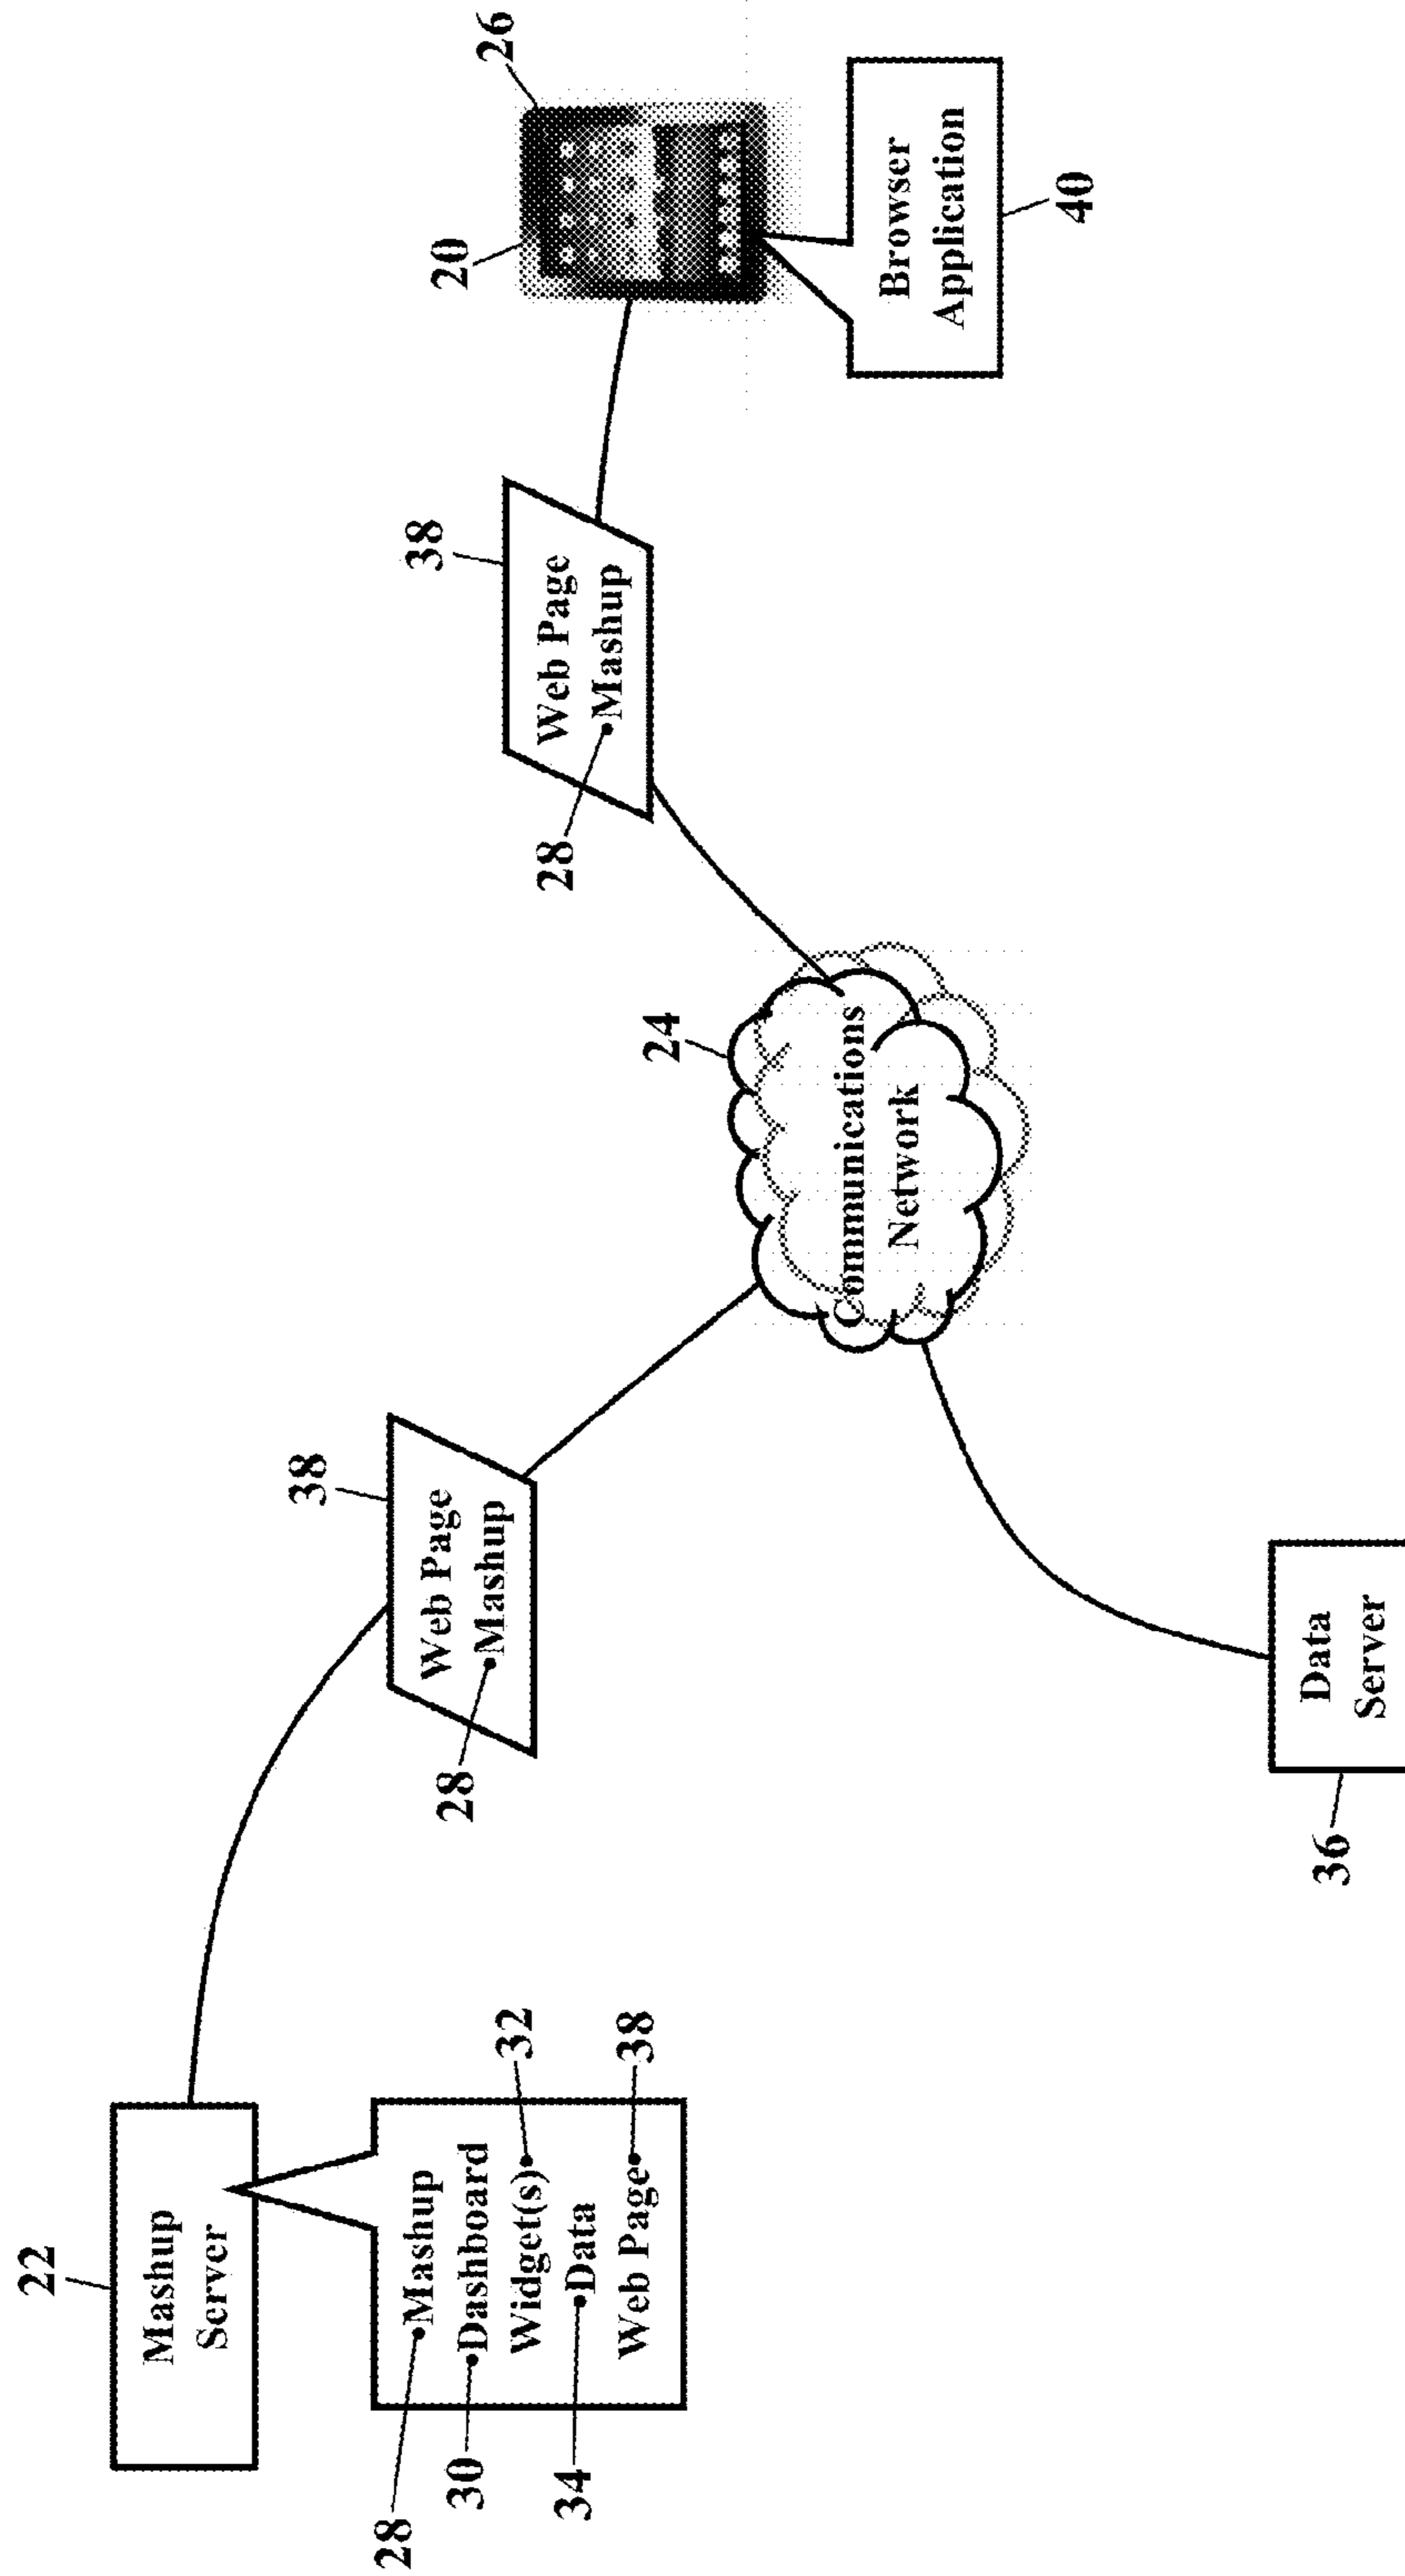 22
Mashup
Server
28
Mashup
30
Dashboard
Widget(s)
32
34
Data
Web Page
38
38
Web Page
28
Mashup
24
Communications
Network
36
Data
Server
38
Web Page
28
Mashup
20
26
Browser
Application
40